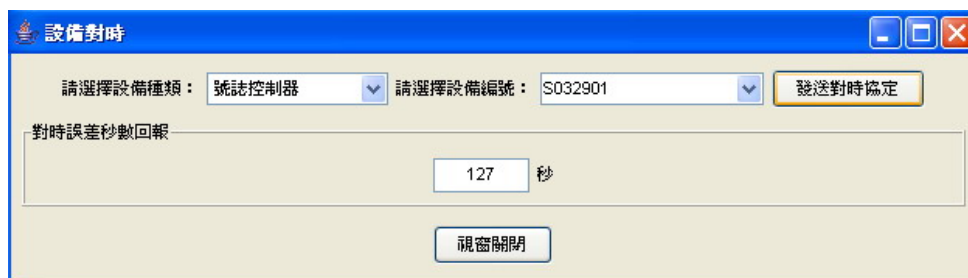 設備對時
請選擇設備種類： 號誌控制器 請選擇設備編號： S032901 發送對時協定
對時誤差秒數回報
127 秒
視窗關閉